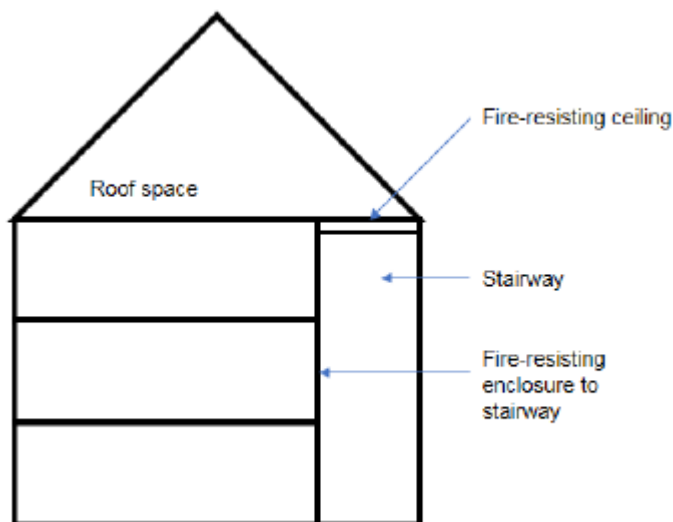 Fire-resisting ceiling
Roof space
Stairway
Fire-resisting
enclosure to
stairway